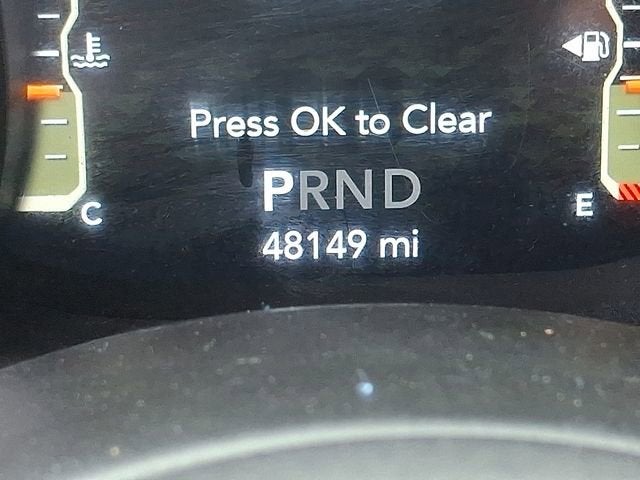 Press OK to Clear
PRND
C
E
48149 mi